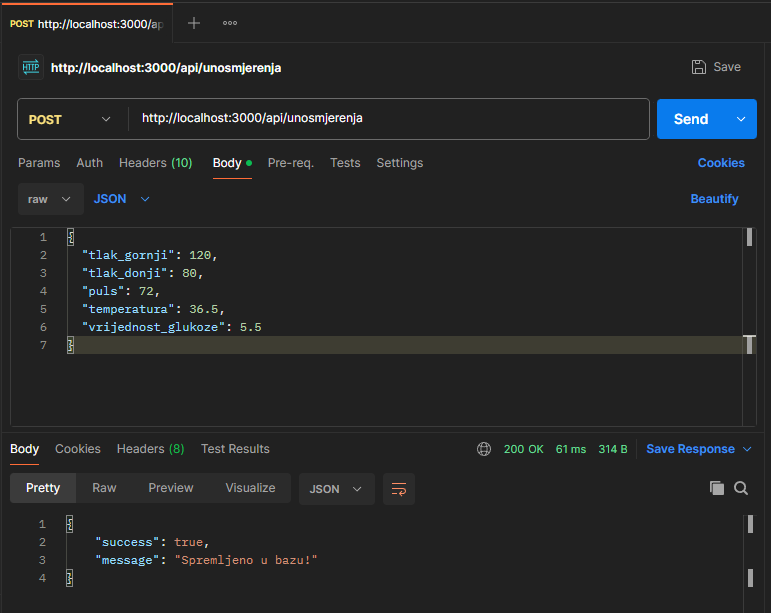 POST http://localhost:3000/ap
HTTP http://localhost:3000/api/unosmjerenja Save
POST http://localhost:3000/api/unosmjerenja Send
Params Auth Headers (10) Body Pre-req. Tests Settings Cookies
raw JSON Beautify
1 {
2 "tlak_gornji": 120,
3 "tlak_donji": 80,
4 "puls": 72,
5 "temperatura": 36.5,
6 "vrijednost_glukoze": 5.5
7 }
Body Cookies Headers (8) Test Results 200 OK 61 ms 314 B Save Response
Pretty Raw Preview Visualize JSON
1 {
2 "success": true,
3 "message": "Spremljeno u bazu!"
4 }